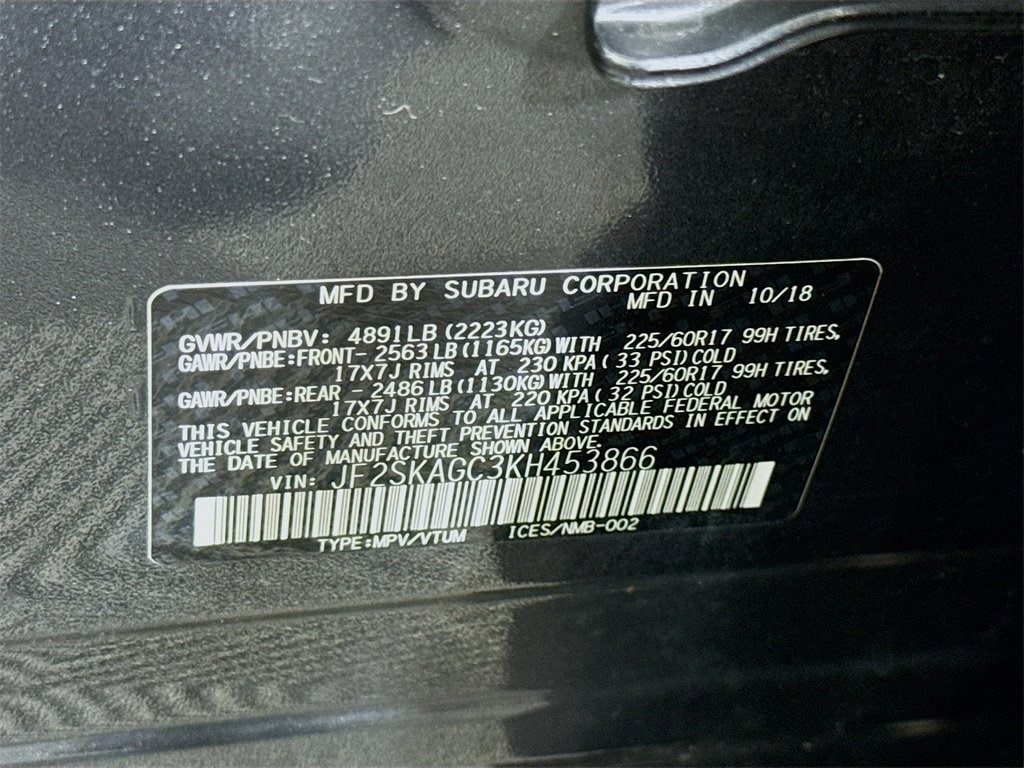 MFD BY SUBARU CORPORATION
MFD IN 10/18
GVWR/PNBV: 4891LB (2223KG)
GAWR/PNBE:FRONT- 2563LB(1165KG)WITH 225/60R17 99H TIRES,
17X7J RIMS AT 230 KPA( 33 PSI)COLD
GAWR/PNBE:REAR - 2486LB(1130KG)WITH 225/60R17 99H TIRES,
17X7J RIMS AT 220 KPA( 32 PSI)COLD
THIS VEHICLE CONFORMS TO ALL APPLICABLE FEDERAL MOTOR
VEHICLE SAFETY AND THEFT PREVENTION STANDARDS IN EFFECT ON
THE DATE OF MANUFACTURE SHOWN ABOVE.
VIN: JF2SKAGC3KH453866
TYPE:MPV/VTUM ICES/NMB-002